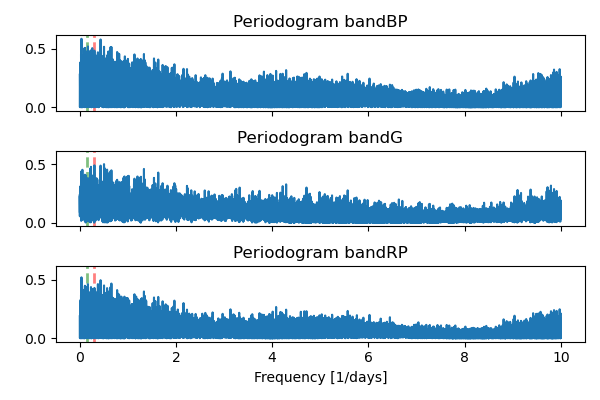 Periodogram bandBP
0.5
0.0
Periodogram bandG
0.5
0.0
Periodogram bandRP
0.5
0.0
0 2 4 6 8 10
Frequency [1/days]